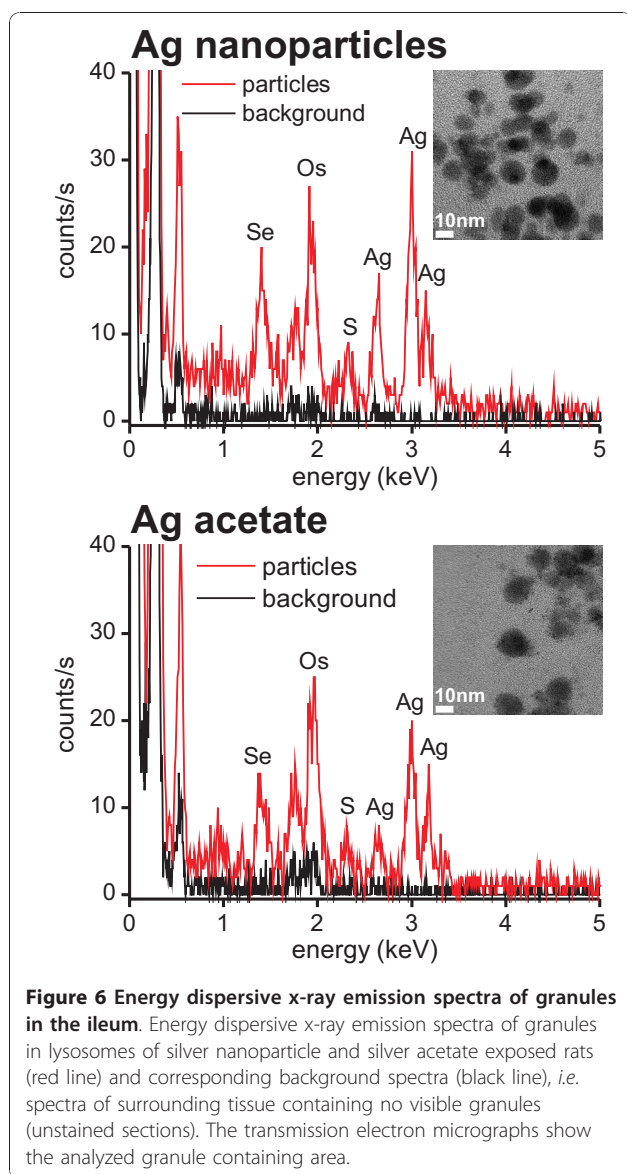 Ag nanoparticles
40
30
20
10
0
counts/s
particles
background
Se
Os
S
Ag
Ag
Ag
10nm
0 1 2 3 4 5
energy (keV)
Ag acetate
40
30
20
10
0
counts/s
particles
background
Se
Os
S
Ag
Ag
Ag
10nm
0 1 2 3 4 5
energy (keV)
Figure 6 Energy dispersive x-ray emission spectra of granules
in the ileum. Energy dispersive x-ray emission spectra of granules
in lysosomes of silver nanoparticle and silver acetate exposed rats
(red line) and corresponding background spectra (black line), i.e.
spectra of surrounding tissue containing no visible granules
(unstained sections). The transmission electron micrographs show
the analyzed granule containing area.